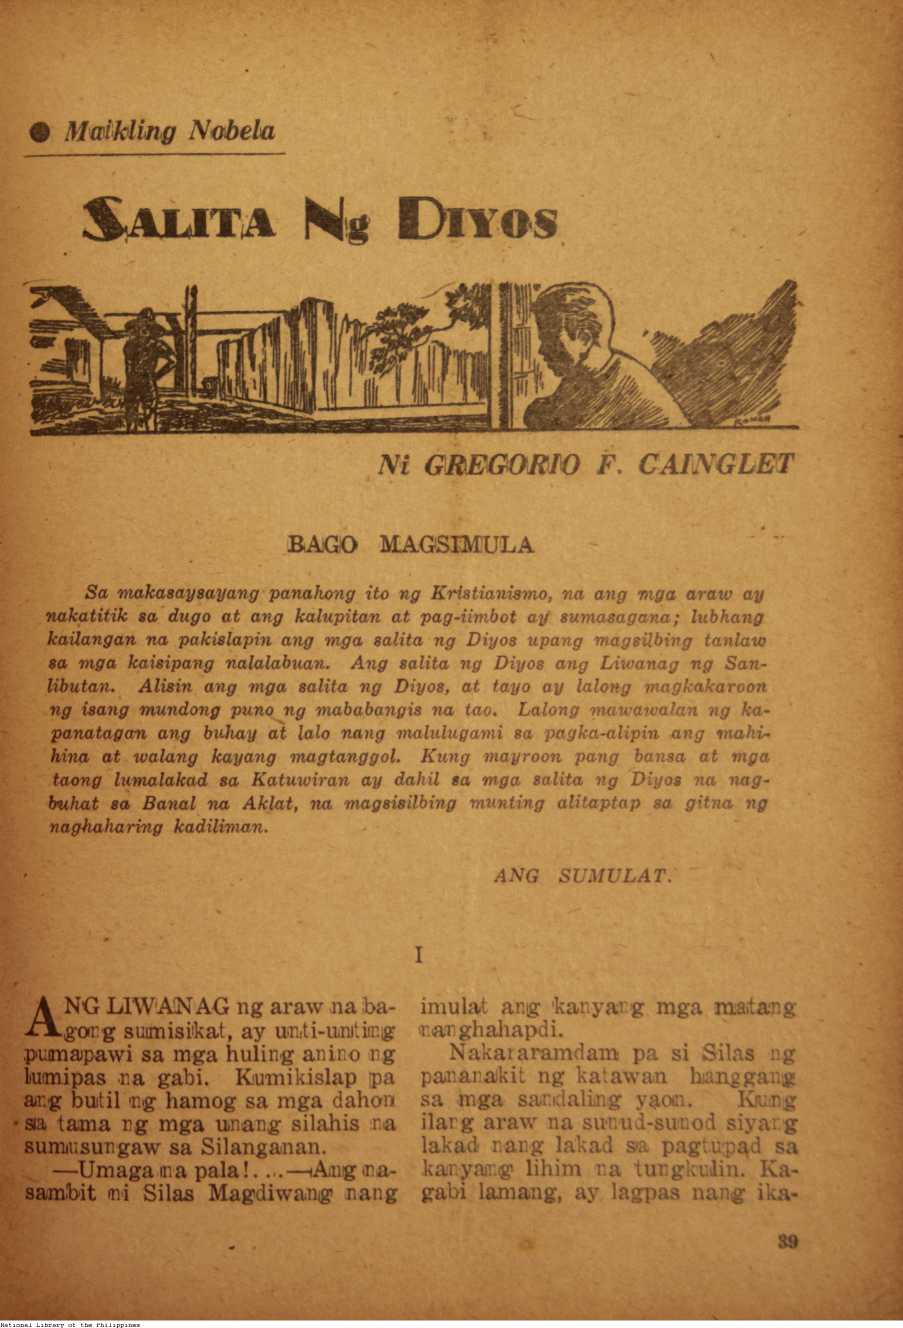 ● Maikling Nobela
SALITA NG DIYOS
ROMAN
Ni GREGORIO F. CAINGLET
BAGO MAGSIMULA
Sa makasaysayang panahong ito ng Kristianismo, na ang mga araw ay
nakatitik sa dugo at ang kalupitan at pag-iimbot ay sumasagana; lubhang
kailangan na pakislapin ang mga salita ng Diyos upang magsilbing tanlaw
sa mga kaisipang nalalabuan. Ang salita ng Diyos ang Liwanag ng San-
libutan. Alisin ang mga salita ng Diyos, at tayo ay lalong magkakaroon
ng isang mundong puno ng mababangis na tao. Lalong mawawalan ng ka-
panatagan ang buhay at lalo nang malulugami sa pagka-alipin ang mahi-
hina at walang kayang magtanggol. Kung mayroon pang bansa at mga
taong lumalakad sa Katuwiran ay dahil sa mga salita ng Diyos na nag-
buhat sa Banal na Aklat, na magsisilbing munting alitaptap sa gitna ng
naghaharing kadiliman.
ANG SUMULAT.
I
ANG LIWANAG ng araw na ba-
gong sumisikat, ay unti-unting
pumapawi sa mga huling anino ng
lumipas na gabi. Kumikislap pa
ang butil ng hamog sa mga dahon
sa tama ng mga unang silahis na
sumusungaw sa Silanganan.
—Umaga na pala!. ...—Ang na-
sambit ni Silas Magdiwang nang
imulat ang kanyang mga matang
nanghahapdi.
Nakararamdam pa si Silas ng
pananakit ng katawan hanggang
sa mga sandaling yaon. Kung
ilang araw na sunud-sunod siyang
lakad nang lakad sa pagtupad sa
kanyang lihim na tungkulin. Ka-
gabi lamang, ay lagpas nang ika-
39
National Library of the Philippines